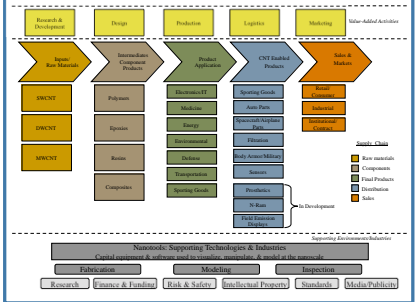 Research &
Development
Design
Production
Logistics
Marketing
Value-Added Activities
Inputs:
Raw Materials
Intermediates
Component
Products
Product
Application
CNT Enabled
Products
Sales &
Markets
SWCNT
DWCNT
MWCNT
Polymers
Epoxies
Resins
Composites
Electronics/IT
Medicine
Energy
Environmental
Defense
Transportation
Sporting Goods
Sporting Goods
Auto Parts
Spacecraft/Airplane
Parts
Filtration
Body Armor/Military
Sensors
Prosthetics
N-Ram
Field Emission
Displays
In Development
Retail/
Consumer
Industrial
Institutional/
Contract
Supply Chain
Raw materials
Components
Final Products
Distribution
Sales
Supporting Environments/Industries
Nanotools: Supporting Technologies & Industries
Capital equipment & software used to visualize, manipulate, & model at the nanoscale
Fabrication
Modeling
Inspection
Research
Finance & Funding
Risk & Safety
Intellectual Property
Standards
Media/Publicity